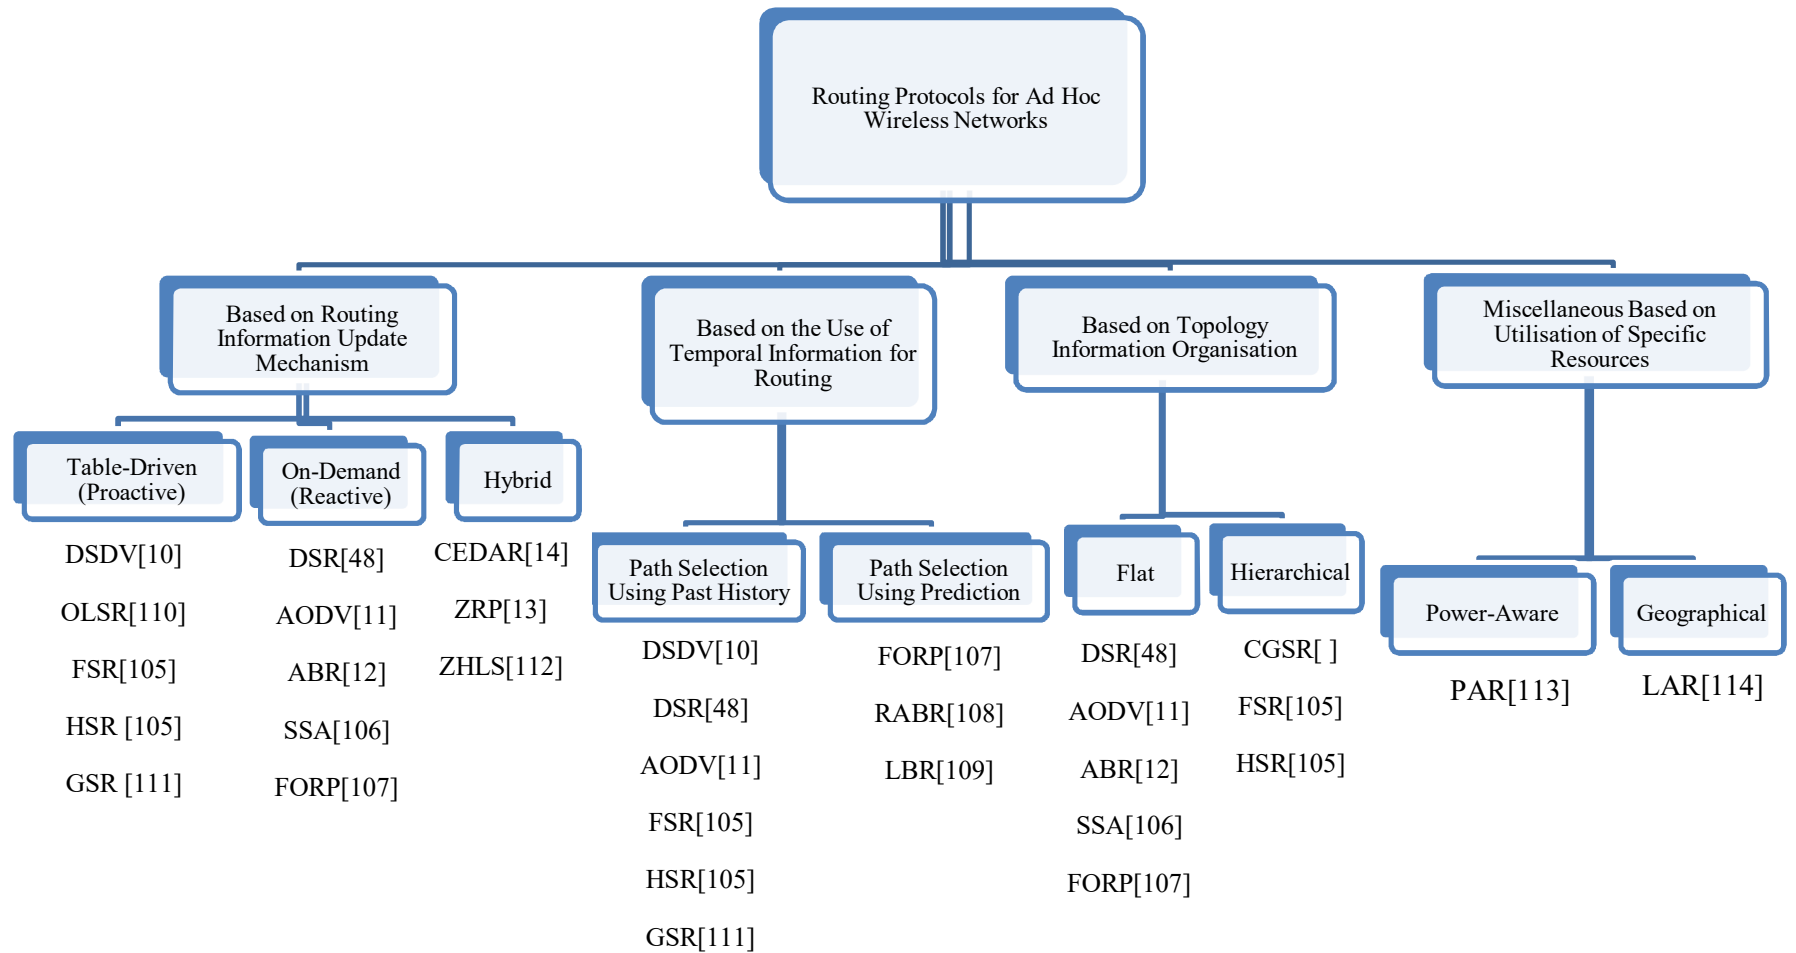 Routing Protocols for Ad Hoc
Wireless Networks
Based on Routing
Information Update
Mechanism
Based on the Use of
Temporal Information for
Routing
Based on Topology
Information Organisation
Miscellaneous Based on
Utilisation of Specific
Resources
Table-Driven
(Proactive)
DSDV[10]
OLSR[110]
FSR[105]
HSR [105]
GSR [111]
On-Demand
(Reactive)
DSR[48]
AODV[11]
ABR[12]
SSA[106]
FORP[107]
Hybrid
CEDAR[14]
ZRP[13]
ZHLS[112]
Path Selection
Using Past History
DSDV[10]
DSR[48]
AODV[11]
FSR[105]
HSR[105]
GSR[111]
Path Selection
Using Prediction
FORP[107]
RABR[108]
LBR[109]
Flat
DSR[48]
AODV[11]
ABR[12]
SSA[106]
FORP[107]
Hierarchical
CGSR[ ]
FSR[105]
HSR[105]
Power-Aware
PAR[113]
Geographical
LAR[114]